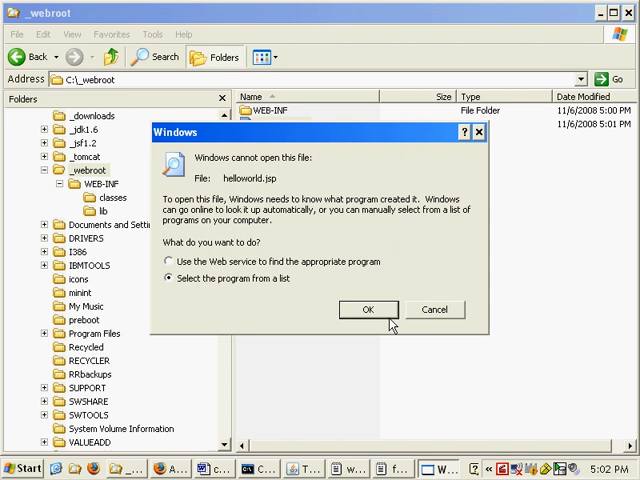 _webroot
File Edit View Favorites Tools Help
Back Search Folders
Address C:\_webroot Go
Folders
Name Size Type Date Modified
WEB-INF File Folder 11/6/2008 5:00 PM
11/6/2008 5:01 PM
_downloads
_jdk1.6
_jsf1.2
_tomcat
_webroot
WEB-INF
classes
lib
Documents and Settin
DRIVERS
I386
IBMTOOLS
icons
minint
My Music
preboot
Program Files
Recycled
RECYCLER
RRbackups
SUPPORT
SWSHARE
SWTOOLS
System Volume Information
VALUEADD
Windows
Windows cannot open this file:
File: helloworld.jsp
To open this file, Windows needs to know what program created it. Windows
can go online to look it up automatically, or you can manually select from a list of
programs on your computer.
What do you want to do?
Use the Web service to find the appropriate program
Select the program from a list
OK Cancel
Start _... A... c... C... T... w... f... W... 5:02 PM